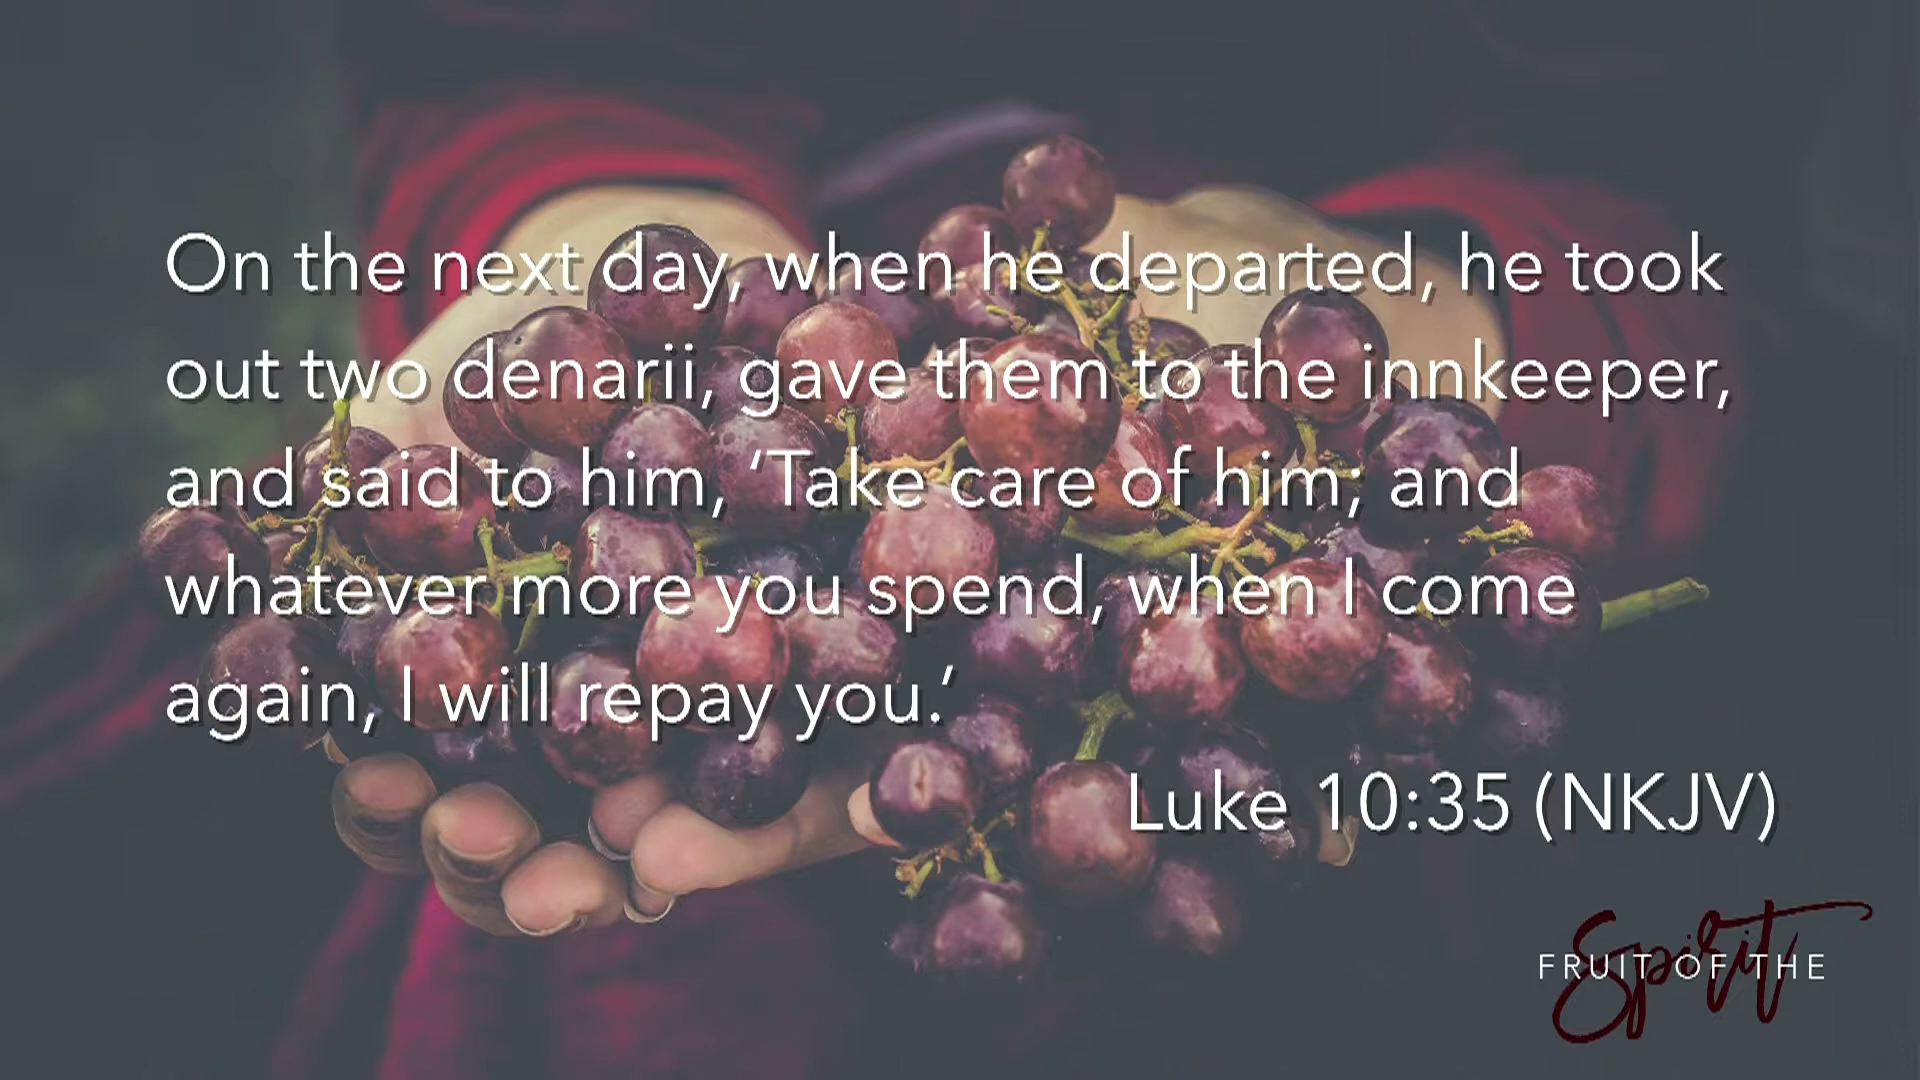 On the next day, when he departed, he took
out two denarii, gave them to the innkeeper,
and said to him, ‘Take care of him; and
whatever more you spend, when I come
again, I will repay you.’
Luke 10:35 (NKJV)
FRUIT OF THE
Spirit